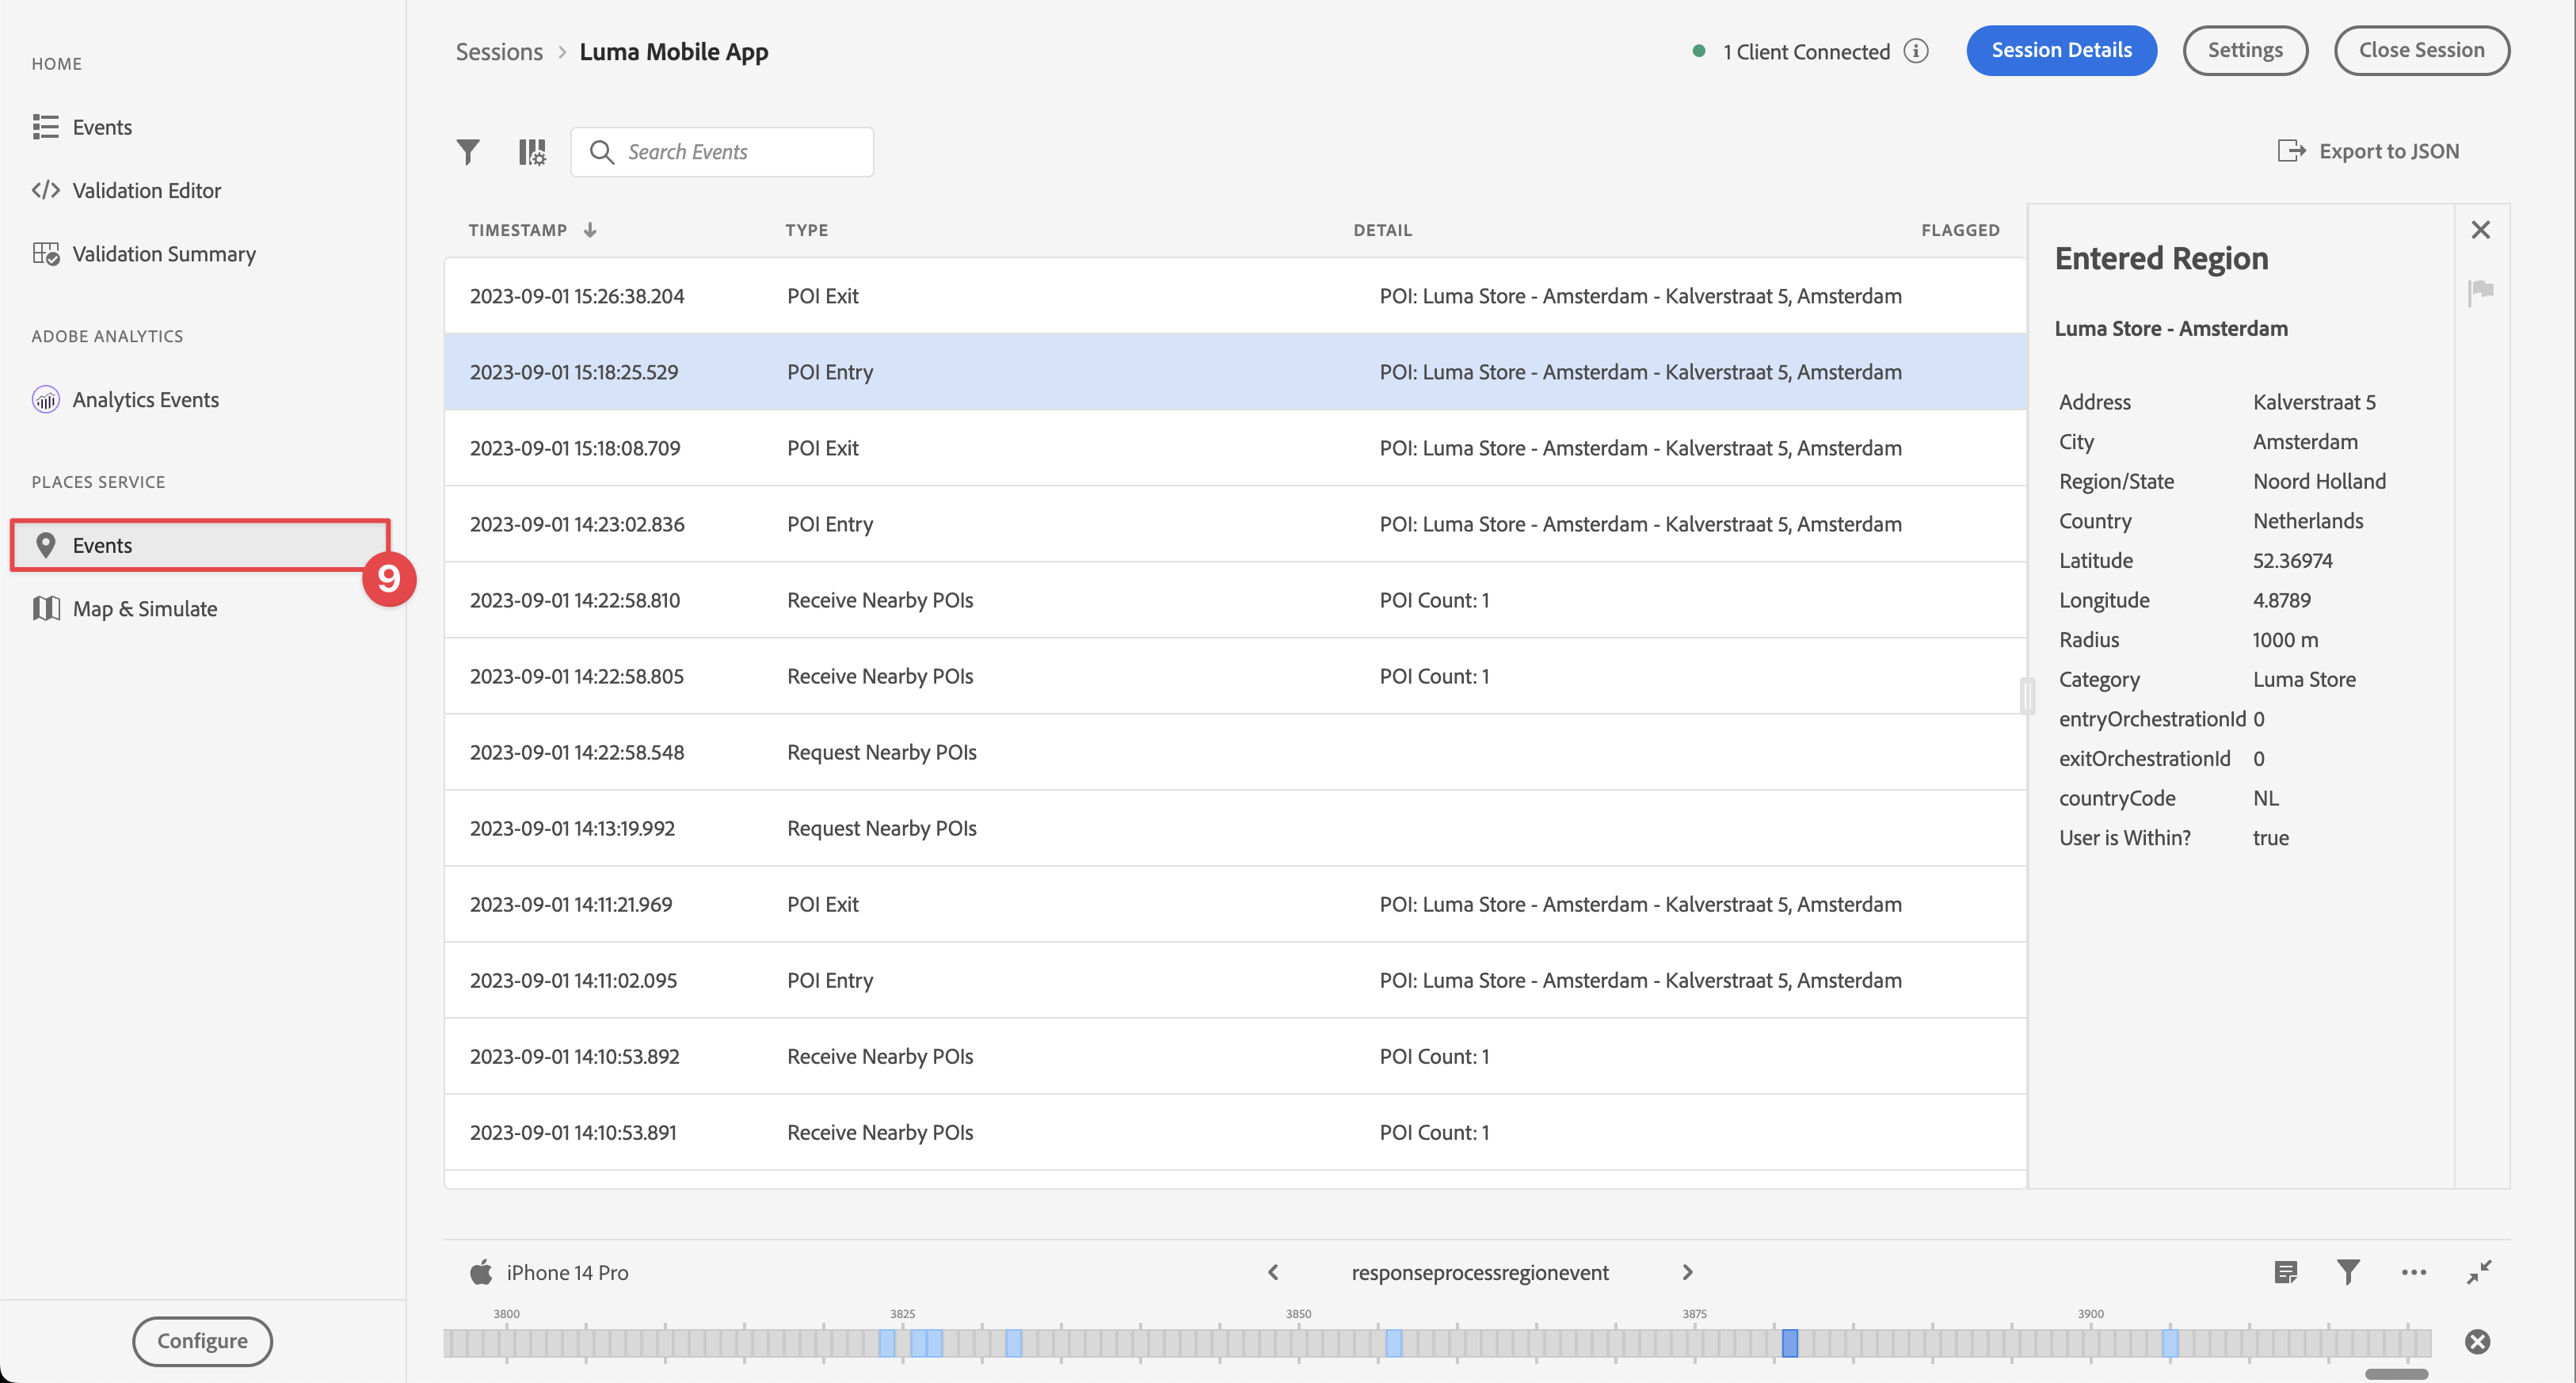 HOME
Events
Validation Editor
Validation Summary
ADOBE ANALYTICS
Analytics Events
PLACES SERVICE
Events
9
Map & Simulate
Configure
Sessions > Luma Mobile App
1 Client Connected
Session Details
Settings
Close Session
Search Events
Export to JSON
TIMESTAMP TYPE DETAIL FLAGGED
2023-09-01 15:26:38.204 POI Exit POI: Luma Store - Amsterdam - Kalverstraat 5, Amsterdam
2023-09-01 15:18:25.529 POI Entry POI: Luma Store - Amsterdam - Kalverstraat 5, Amsterdam
2023-09-01 15:18:08.709 POI Exit POI: Luma Store - Amsterdam - Kalverstraat 5, Amsterdam
2023-09-01 14:23:02.836 POI Entry POI: Luma Store - Amsterdam - Kalverstraat 5, Amsterdam
2023-09-01 14:22:58.810 Receive Nearby POIs POI Count: 1
2023-09-01 14:22:58.805 Receive Nearby POIs POI Count: 1
2023-09-01 14:22:58.548 Request Nearby POIs
2023-09-01 14:13:19.992 Request Nearby POIs
2023-09-01 14:11:21.969 POI Exit POI: Luma Store - Amsterdam - Kalverstraat 5, Amsterdam
2023-09-01 14:11:02.095 POI Entry POI: Luma Store - Amsterdam - Kalverstraat 5, Amsterdam
2023-09-01 14:10:53.892 Receive Nearby POIs POI Count: 1
2023-09-01 14:10:53.891 Receive Nearby POIs POI Count: 1
Entered Region
Luma Store - Amsterdam
Address Kalverstraat 5
City Amsterdam
Region/State Noord Holland
Country Netherlands
Latitude 52.36974
Longitude 4.8789
Radius 1000 m
Category Luma Store
entryOrchestrationId 0
exitOrchestrationId 0
countryCode NL
User is Within? true
iPhone 14 Pro
responseprocessregionevent
3800 3825 3850 3875 3900